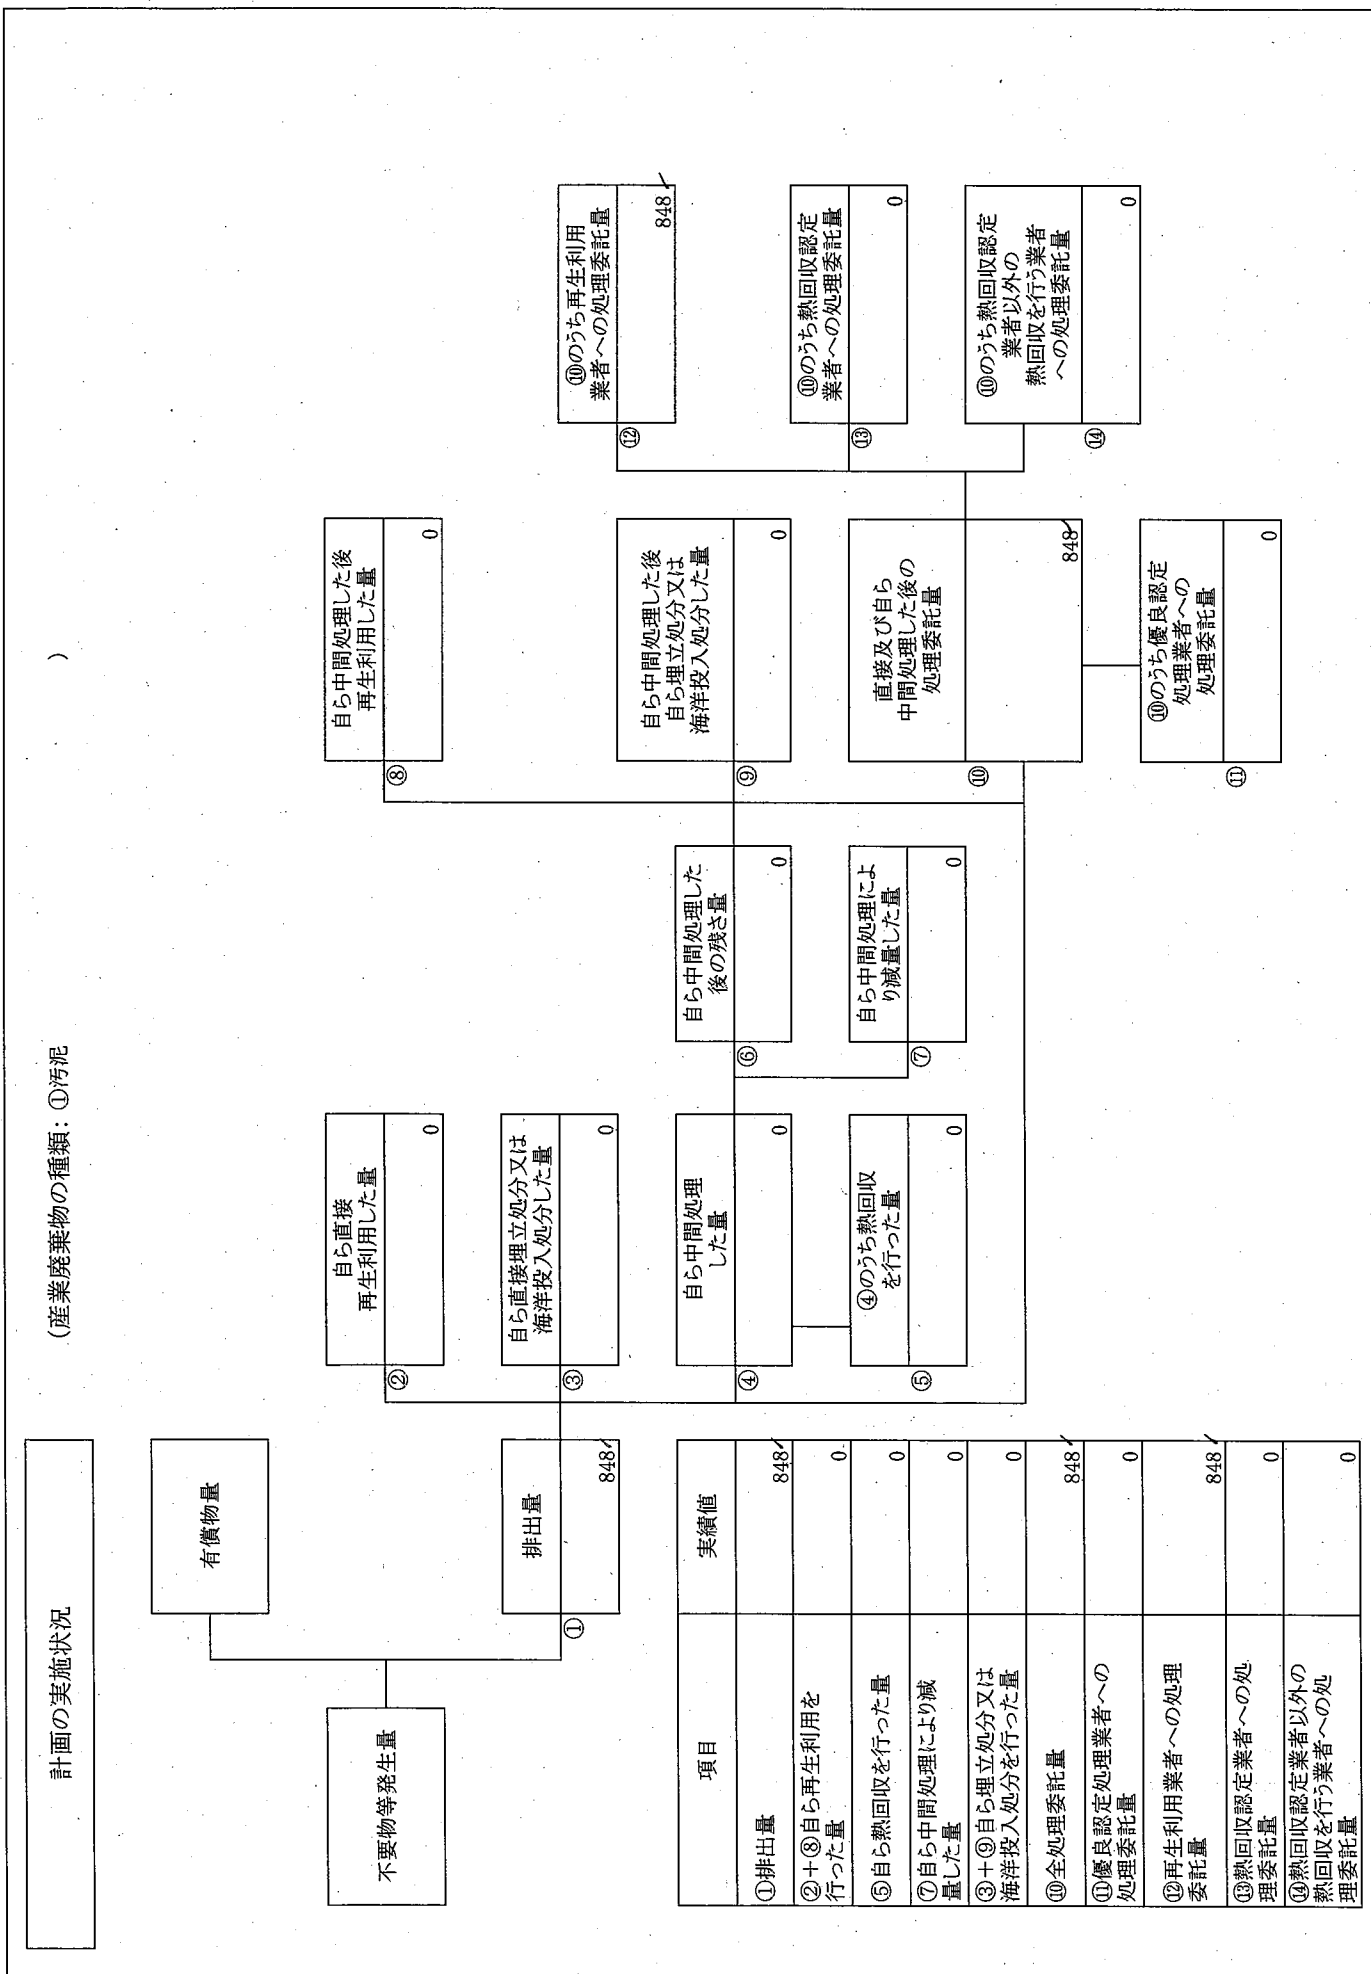 計画の実施状況
(産業廃棄物の種類：①汚泥 )
不要物等発生量
有償物量
排出量
①
848
自ら直接
再生利用した量
②
0
自ら直接埋立処分又は
海洋投入処分した量
③
0
自ら中間処理
した量
④
0
④のうち熱回収
を行った量
⑤
0
自ら中間処理した
後の残さ量
⑥
0
自ら中間処理によ
り減量した量
⑦
0
自ら中間処理した後
再生利用した量
⑧
0
自ら中間処理した後
自ら埋立処分又は
海洋投入処分した量
⑨
0
直接及び自ら
中間処理した後の
処理委託量
⑩
848
⑩のうち優良認定
処理業者への
処理委託量
⑪
0
⑩のうち再生利用
業者への処理委託量
⑫
848
⑩のうち熱回収認定
業者への処理委託量
⑬
0
⑩のうち熱回収認定
業者以外の
熱回収を行う業者
への処理委託量
⑭
0
項目 実績値
①排出量 848
②＋⑧自ら再生利用を
行った量 0
⑤自ら熱回収を行った量 0
⑦自ら中間処理により減
量した量 0
③＋⑨自ら埋立処分又は
海洋投入処分を行った量 0
⑩全処理委託量 848
⑪優良認定処理業者への
処理委託量 0
⑫再生利用業者への処理
委託量 848
⑬熱回収認定業者への処
理委託量 0
⑭熱回収認定業者以外の
熱回収を行う業者への処
理委託量 0